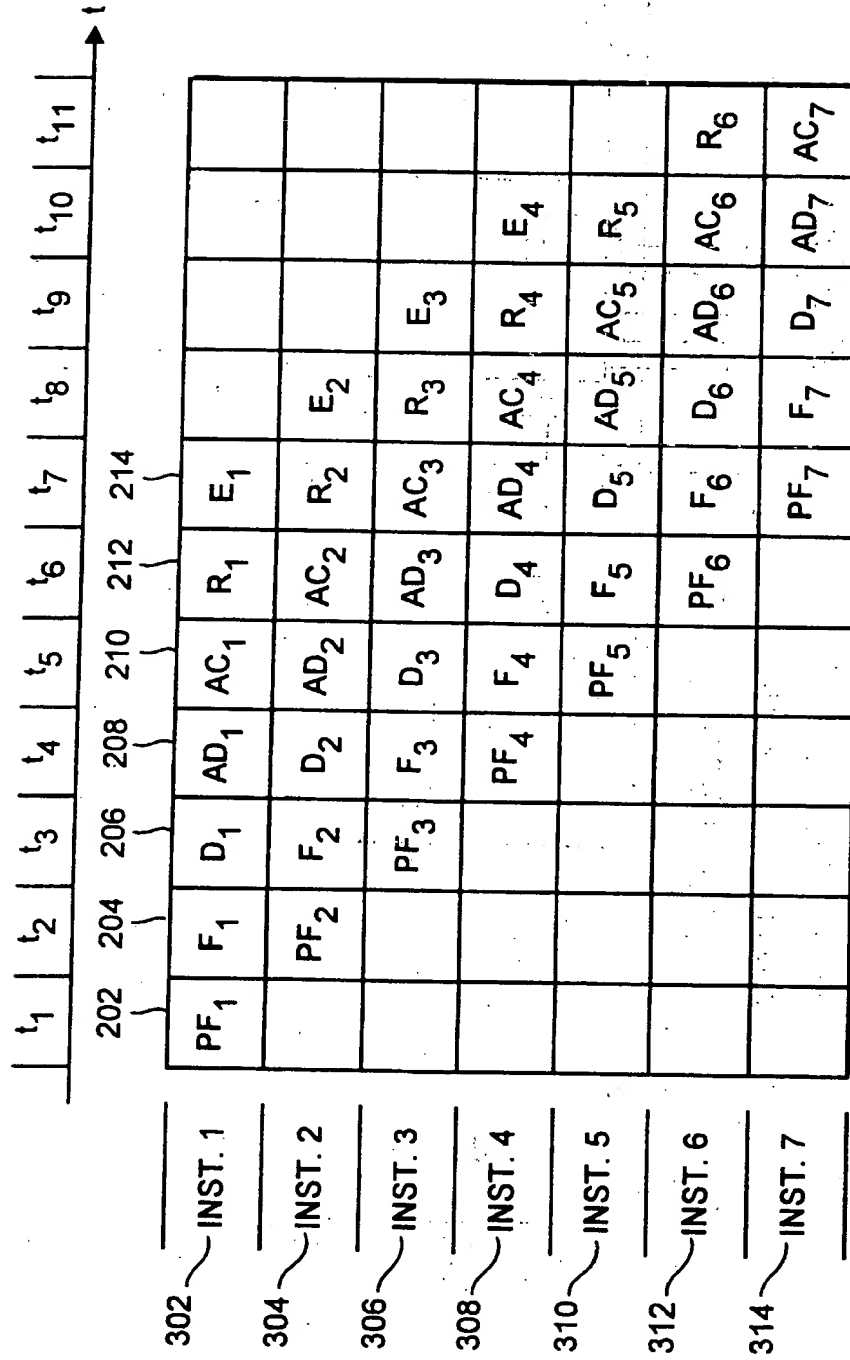 t1 t2 t3 t4 t5 t6 t7 t8 t9 t10 t11 t
202 204 206 208 210 212 214
302 INST. 1 PF1 F1 D1 AD1 AC1 R1 E1
304 INST. 2 PF2 F2 D2 AD2 AC2 R2 E2
306 INST. 3 PF3 F3 D3 AD3 AC3 R3 E3
308 INST. 4 PF4 F4 D4 AD4 AC4 R4 E4
310 INST. 5 PF5 F5 D5 AD5 AC5 R5
312 INST. 6 PF6 F6 D6 AD6 AC6 R6
314 INST. 7 PF7 F7 D7 AD7 AC7